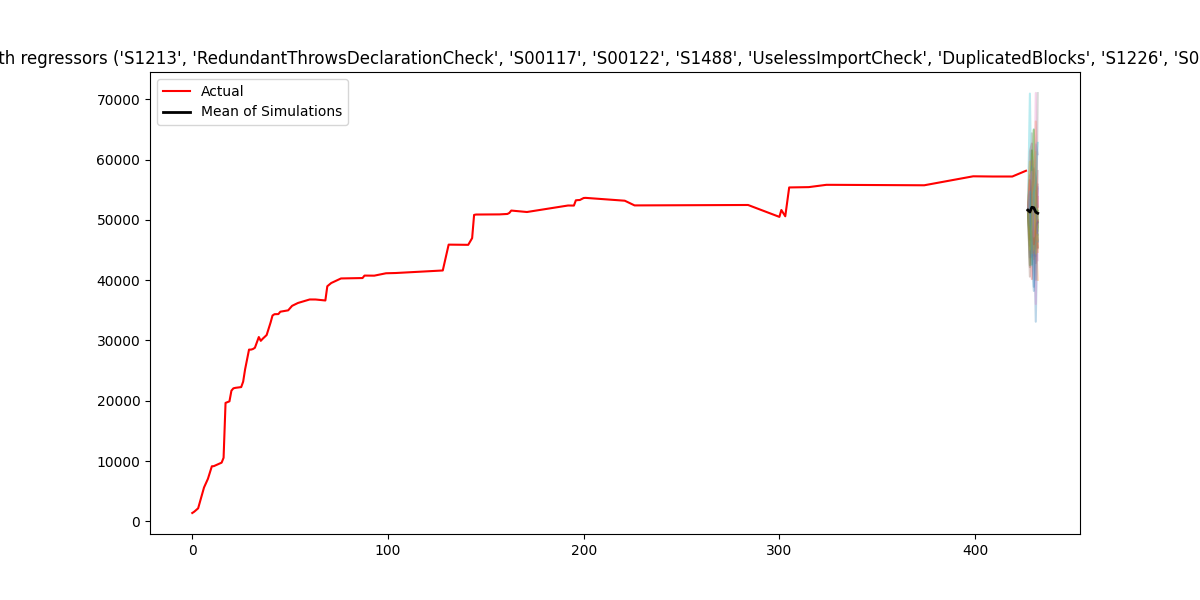 th regressors ('S1213', 'RedundantThrowsDeclarationCheck', 'S00117', 'S00122', 'S1488', 'UselessImportCheck', 'DuplicatedBlocks', 'S1226', 'S0
Actual
Mean of Simulations
70000
60000
50000
40000
30000
20000
10000
0
0 100 200 300 400